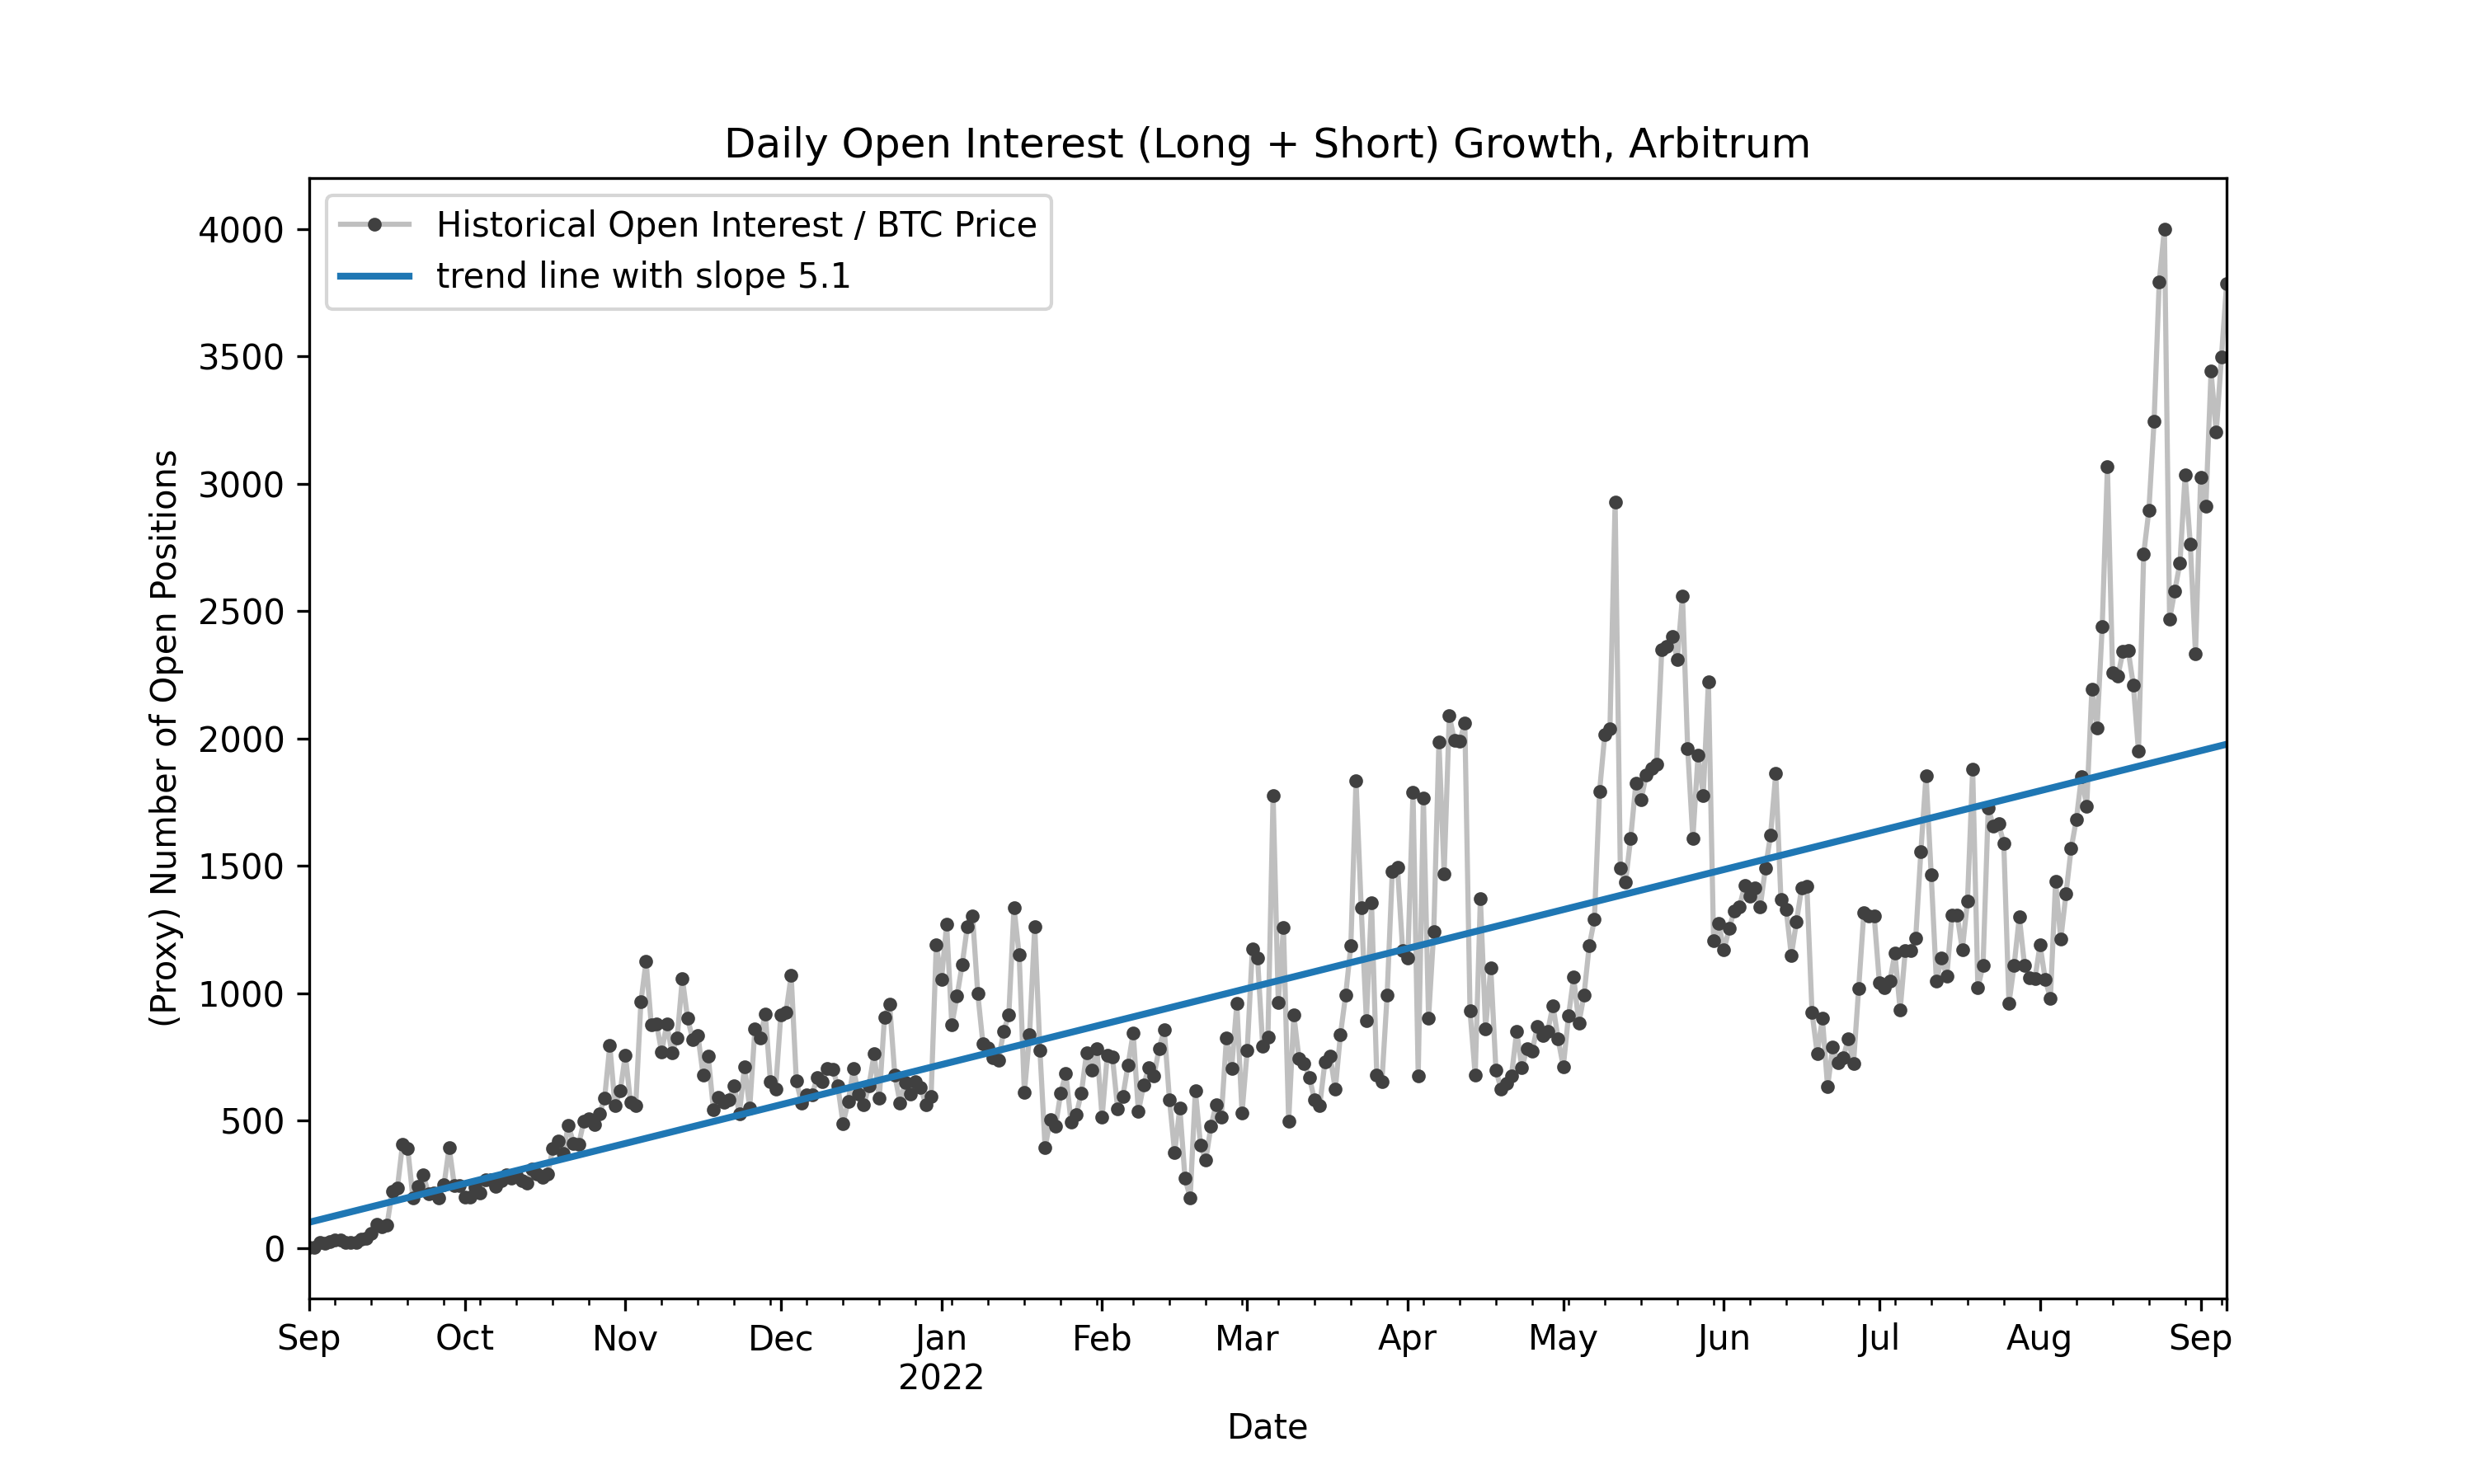 Daily Open Interest (Long + Short) Growth, Arbitrum
Historical Open Interest / BTC Price
trend line with slope 5.1
(Proxy) Number of Open Positions
4000
3500
3000
2500
2000
1500
1000
500
0
Sep Oct Nov Dec Jan Feb Mar Apr May Jun Jul Aug Sep
2022
Date